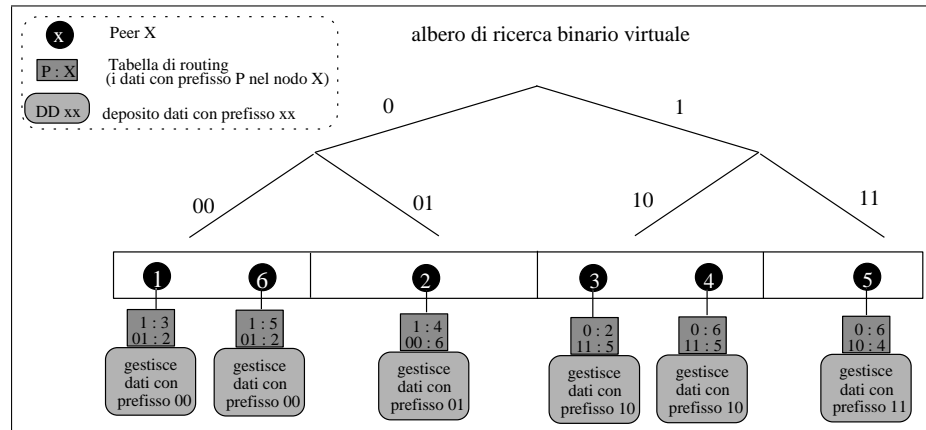 x
Peer X
albero di ricerca binario virtuale
P : X
Tabella di routing
(i dati con prefisso P nel nodo X)
DD xx
deposito dati con prefisso xx
0
1
00
01
10
11
1
6
2
3
4
5
1 : 3
01 : 2
1 : 5
01 : 2
1 : 4
00 : 6
0 : 2
11 : 5
0 : 6
11 : 5
0 : 6
10 : 4
gestisce
dati con
prefisso 00
gestisce
dati con
prefisso 00
gestisce
dati con
prefisso 01
gestisce
dati con
prefisso 10
gestisce
dati con
prefisso 10
gestisce
dati con
prefisso 11